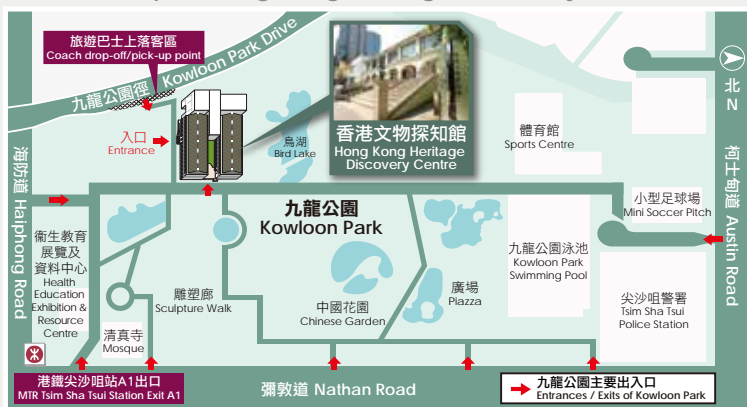 旅遊巴士上落客區
Coach drop-off/pick-up point
九龍公園徑 Kowloon Park Drive
入口
Entrance
鳥湖
Bird Lake
香港文物探知館
Hong Kong Heritage
Discovery Centre
體育館
Sports Centre
北 N
柯士甸道 Austin Road
海防道 Haiphong Road
小型足球場
Mini Soccer Pitch
九龍公園
Kowloon Park
衞生教育
展覽及
資料中心
Health
Education
Exhibition &
Resource
Centre
清真寺
Mosque
雕塑廊
Sculpture Walk
中國花園
Chinese Garden
廣場
Piazza
九龍公園泳池
Kowloon Park
Swimming Pool
尖沙咀警署
Tsim Sha Tsui
Police Station
港鐵尖沙咀站A1出口
MTR Tsim Sha Tsui Station Exit A1
彌敦道 Nathan Road
九龍公園主要出入口
Entrances / Exits of Kowloon Park